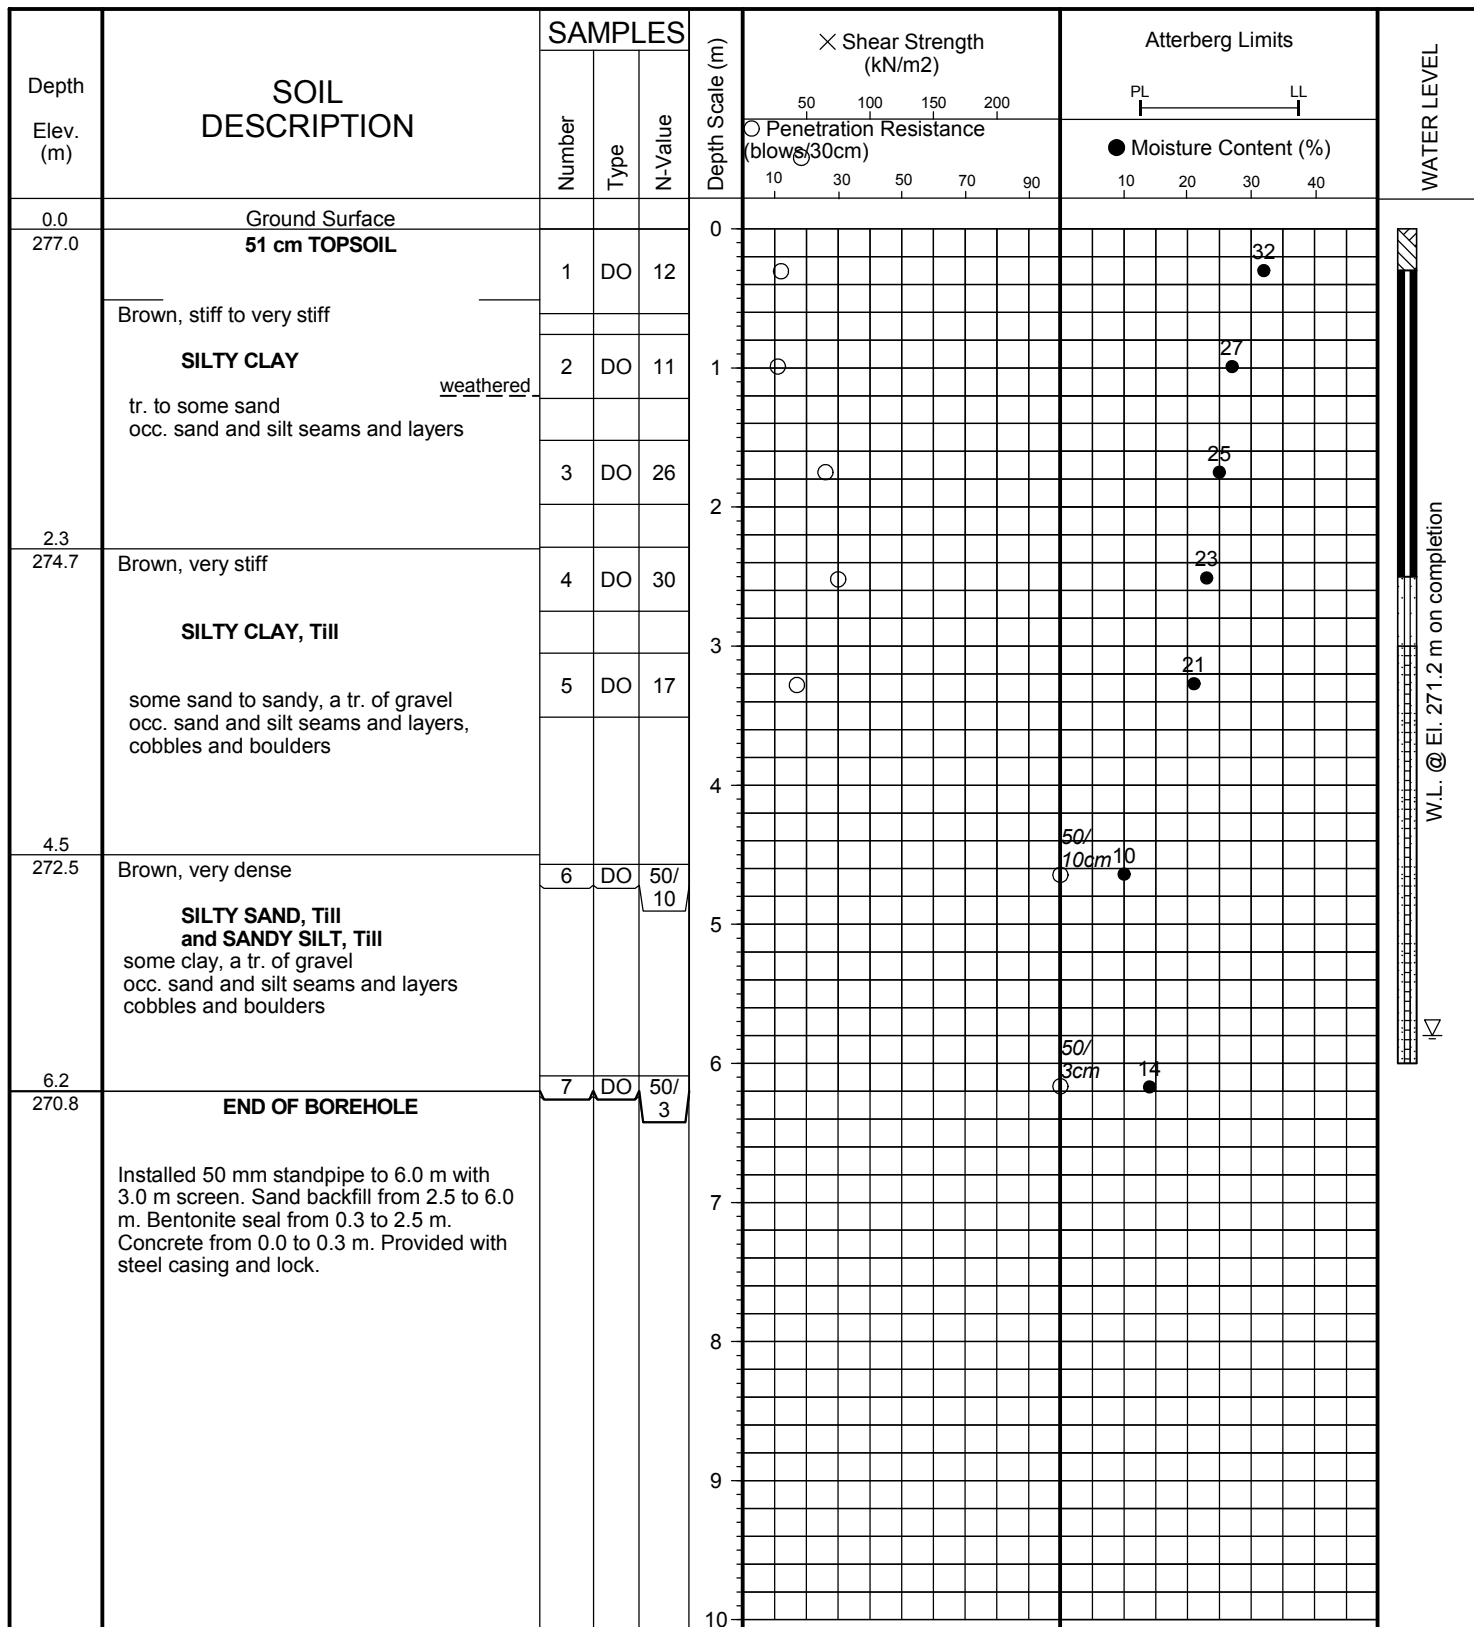 Depth
Elev.
(m)
SOIL
DESCRIPTION
SAMPLES
Number
Type
N-Value
Depth Scale (m)
× Shear Strength
(kN/m2)
50 100 150 200
Penetration Resistance
(blows/30cm)
10 30 50 70 90
Atterberg Limits
PL LL
Moisture Content (%)
10 20 30 40
WATER LEVEL
0.0 Ground Surface
277.0 51 cm TOPSOIL
1 DO 12
Brown, stiff to very stiff
SILTY CLAY
2 DO 11
weathered
tr. to some sand
occ. sand and silt seams and layers
3 DO 26
2.3
274.7 Brown, very stiff
4 DO 30
SILTY CLAY, Till
5 DO 17
some sand to sandy, a tr. of gravel
occ. sand and silt seams and layers,
cobbles and boulders
4.5
272.5 Brown, very dense
6 DO 50/
10
SILTY SAND, Till
and SANDY SILT, Till
some clay, a tr. of gravel
occ. sand and silt seams and layers
cobbles and boulders
6.2
7 DO 50/
3
270.8 END OF BOREHOLE
Installed 50 mm standpipe to 6.0 m with
3.0 m screen. Sand backfill from 2.5 to 6.0
m. Bentonite seal from 0.3 to 2.5 m.
Concrete from 0.0 to 0.3 m. Provided with
steel casing and lock.
0
1
2
3
4
5
6
7
8
9
10
32
27
25
23
21
50/
10cm 10
50/
3cm 14
W.L. @ El. 271.2 m on completion